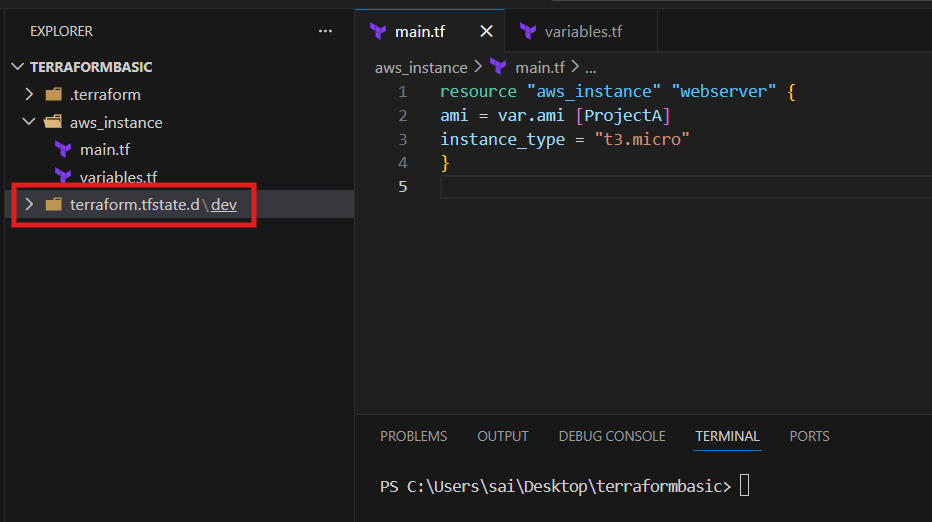 EXPLORER ...
TERRAFORMBASIC
.terraform
aws_instance
main.tf
variables.tf
terraform.tfstate.d\dev
main.tf
variables.tf
aws_instance > main.tf > ...
1 resource "aws_instance" "webserver" {
2 ami = var.ami [ProjectA]
3 instance_type = "t3.micro"
4 }
5
PROBLEMS OUTPUT DEBUG CONSOLE TERMINAL PORTS
PS C:\Users\sai\Desktop\terraformbasic>